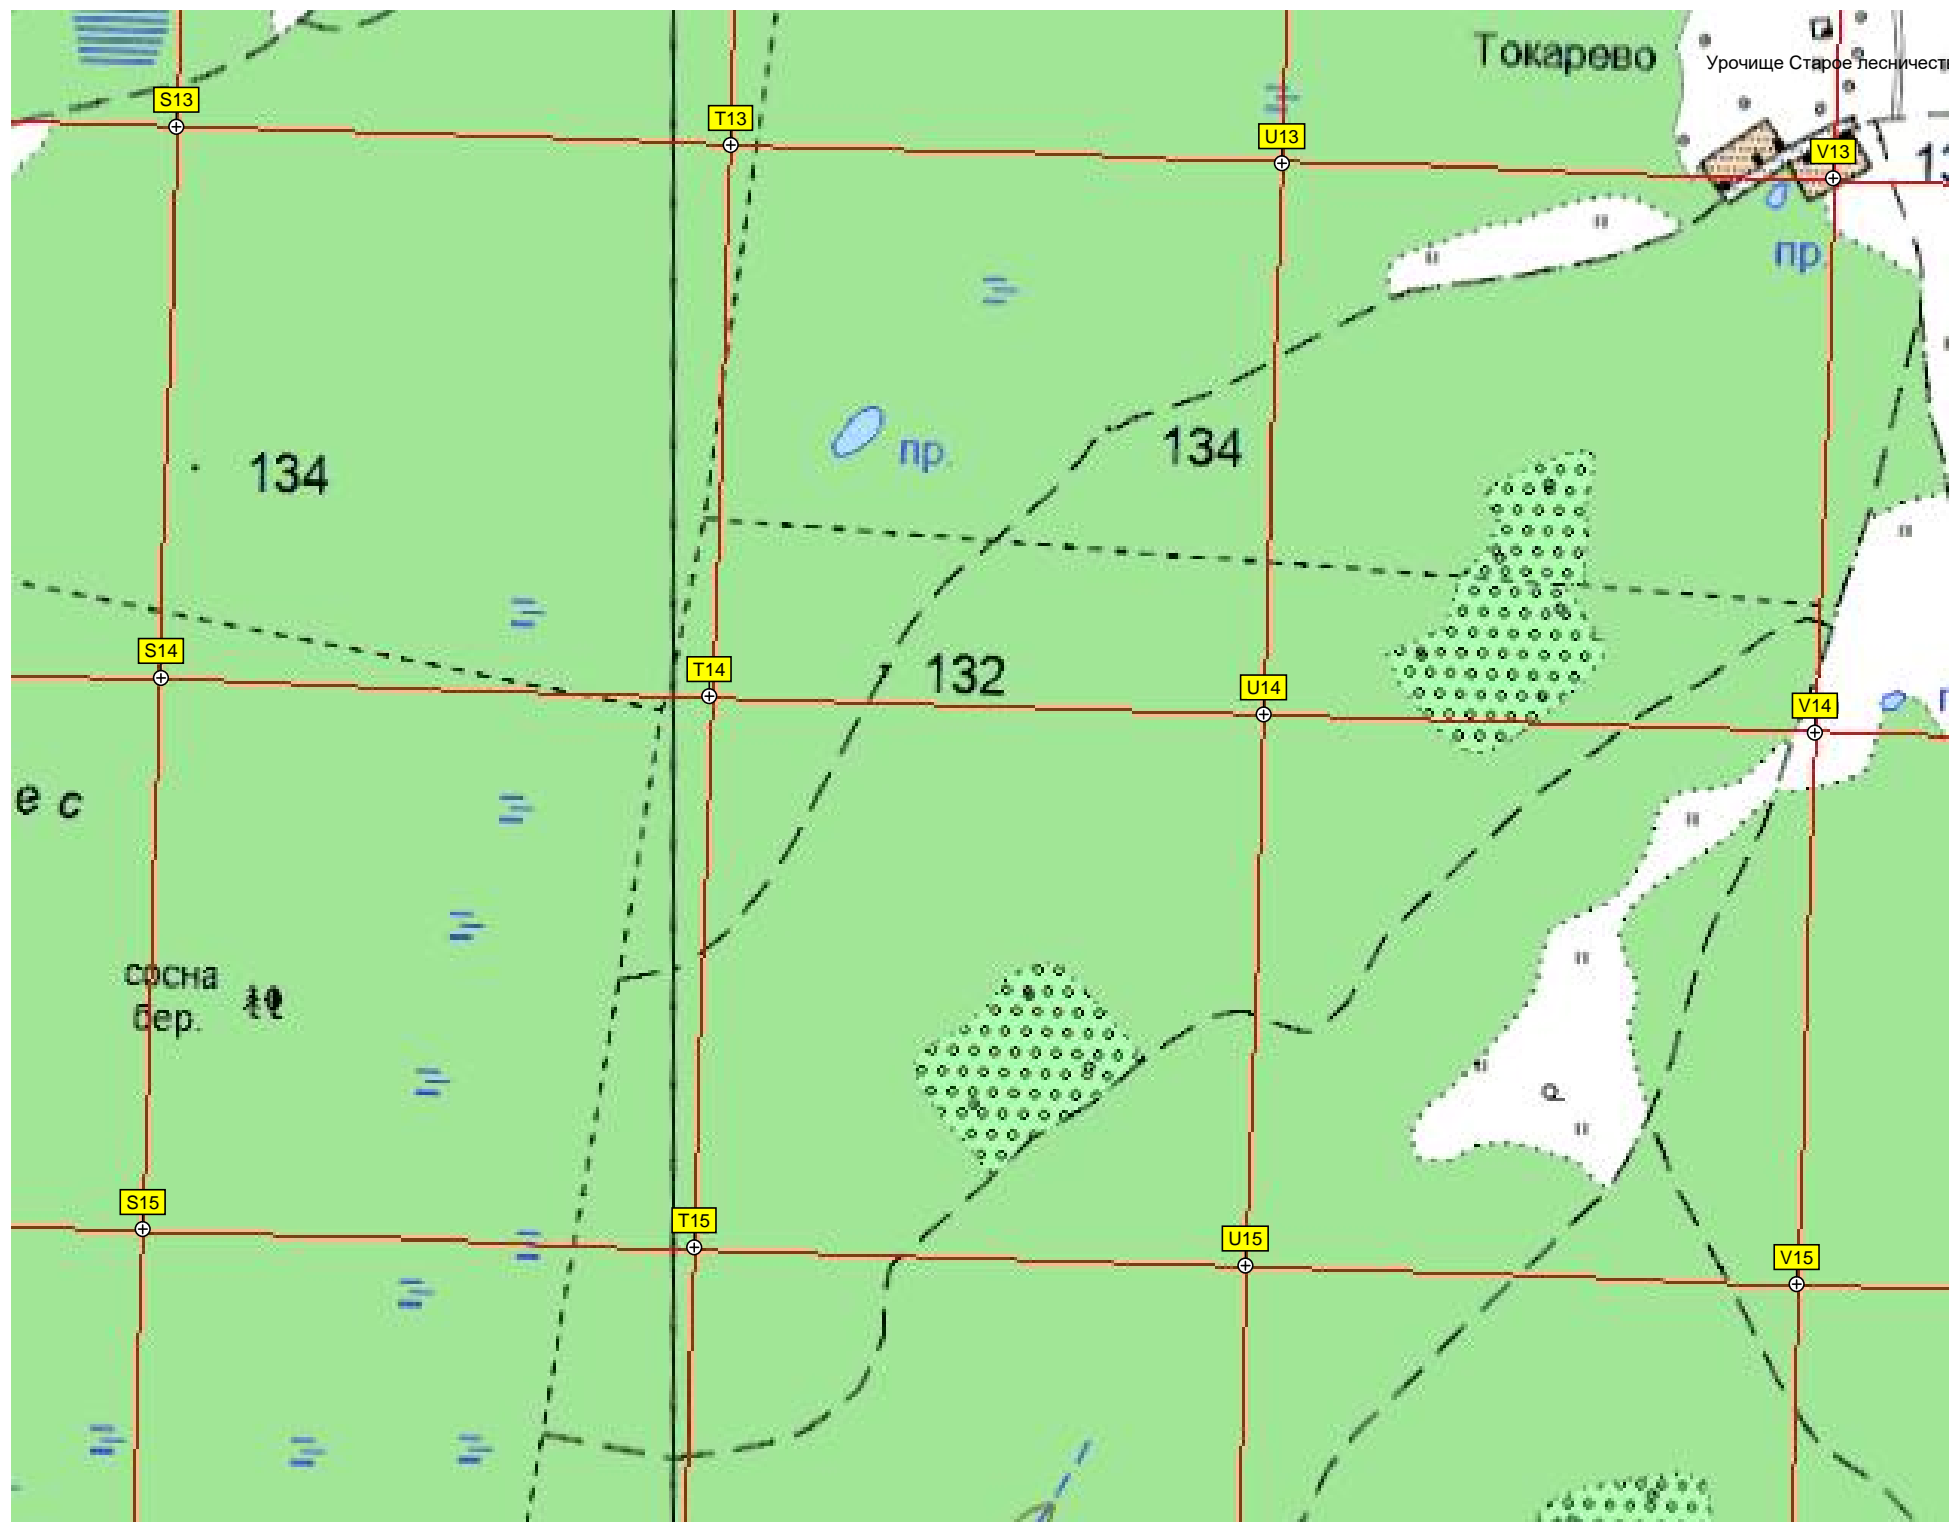 Токарево
Урочище Старое лесничест
S13
T13
U13
V13
пр.
134
пр.
134
S14
T14
132
U14
V14
е с
сосна
бер.
S15
T15
U15
V15